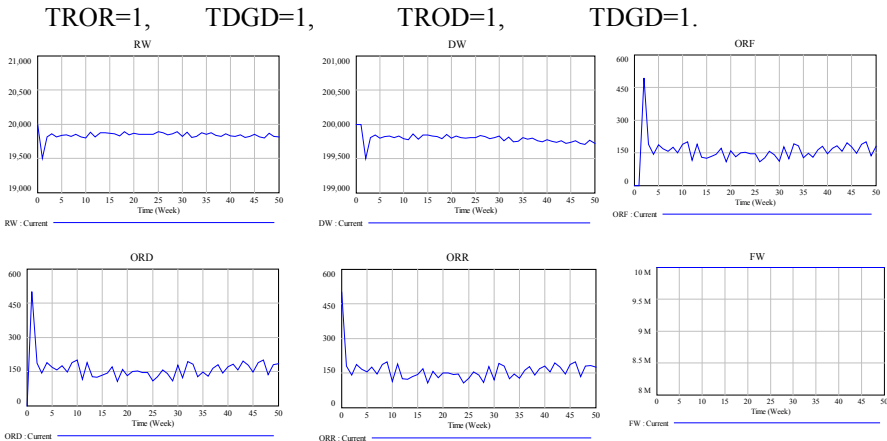 TROR=1, TDGD=1, TROD=1, TDGD=1.
RW
21,000
20,500
20,000
19,500
19,000
0 5 10 15 20 25 30 35 40 45 50
Time (Week)
RW : Current
DW
201,000
200,500
200,000
199,500
199,000
0 5 10 15 20 25 30 35 40 45 50
Time (Week)
DW : Current
ORF
600
450
300
150
0
0 5 10 15 20 25 30 35 40 45 50
Time (Week)
ORF : Current
ORD
600
450
300
150
0
0 5 10 15 20 25 30 35 40 45 50
Time (Week)
ORD : Current
ORR
600
450
300
150
0
0 5 10 15 20 25 30 35 40 45 50
Time (Week)
ORR : Current
FW
10 M
9.5 M
9 M
8.5 M
8 M
0 5 10 15 20 25 30 35 40 45 50
Time (Week)
FW : Current